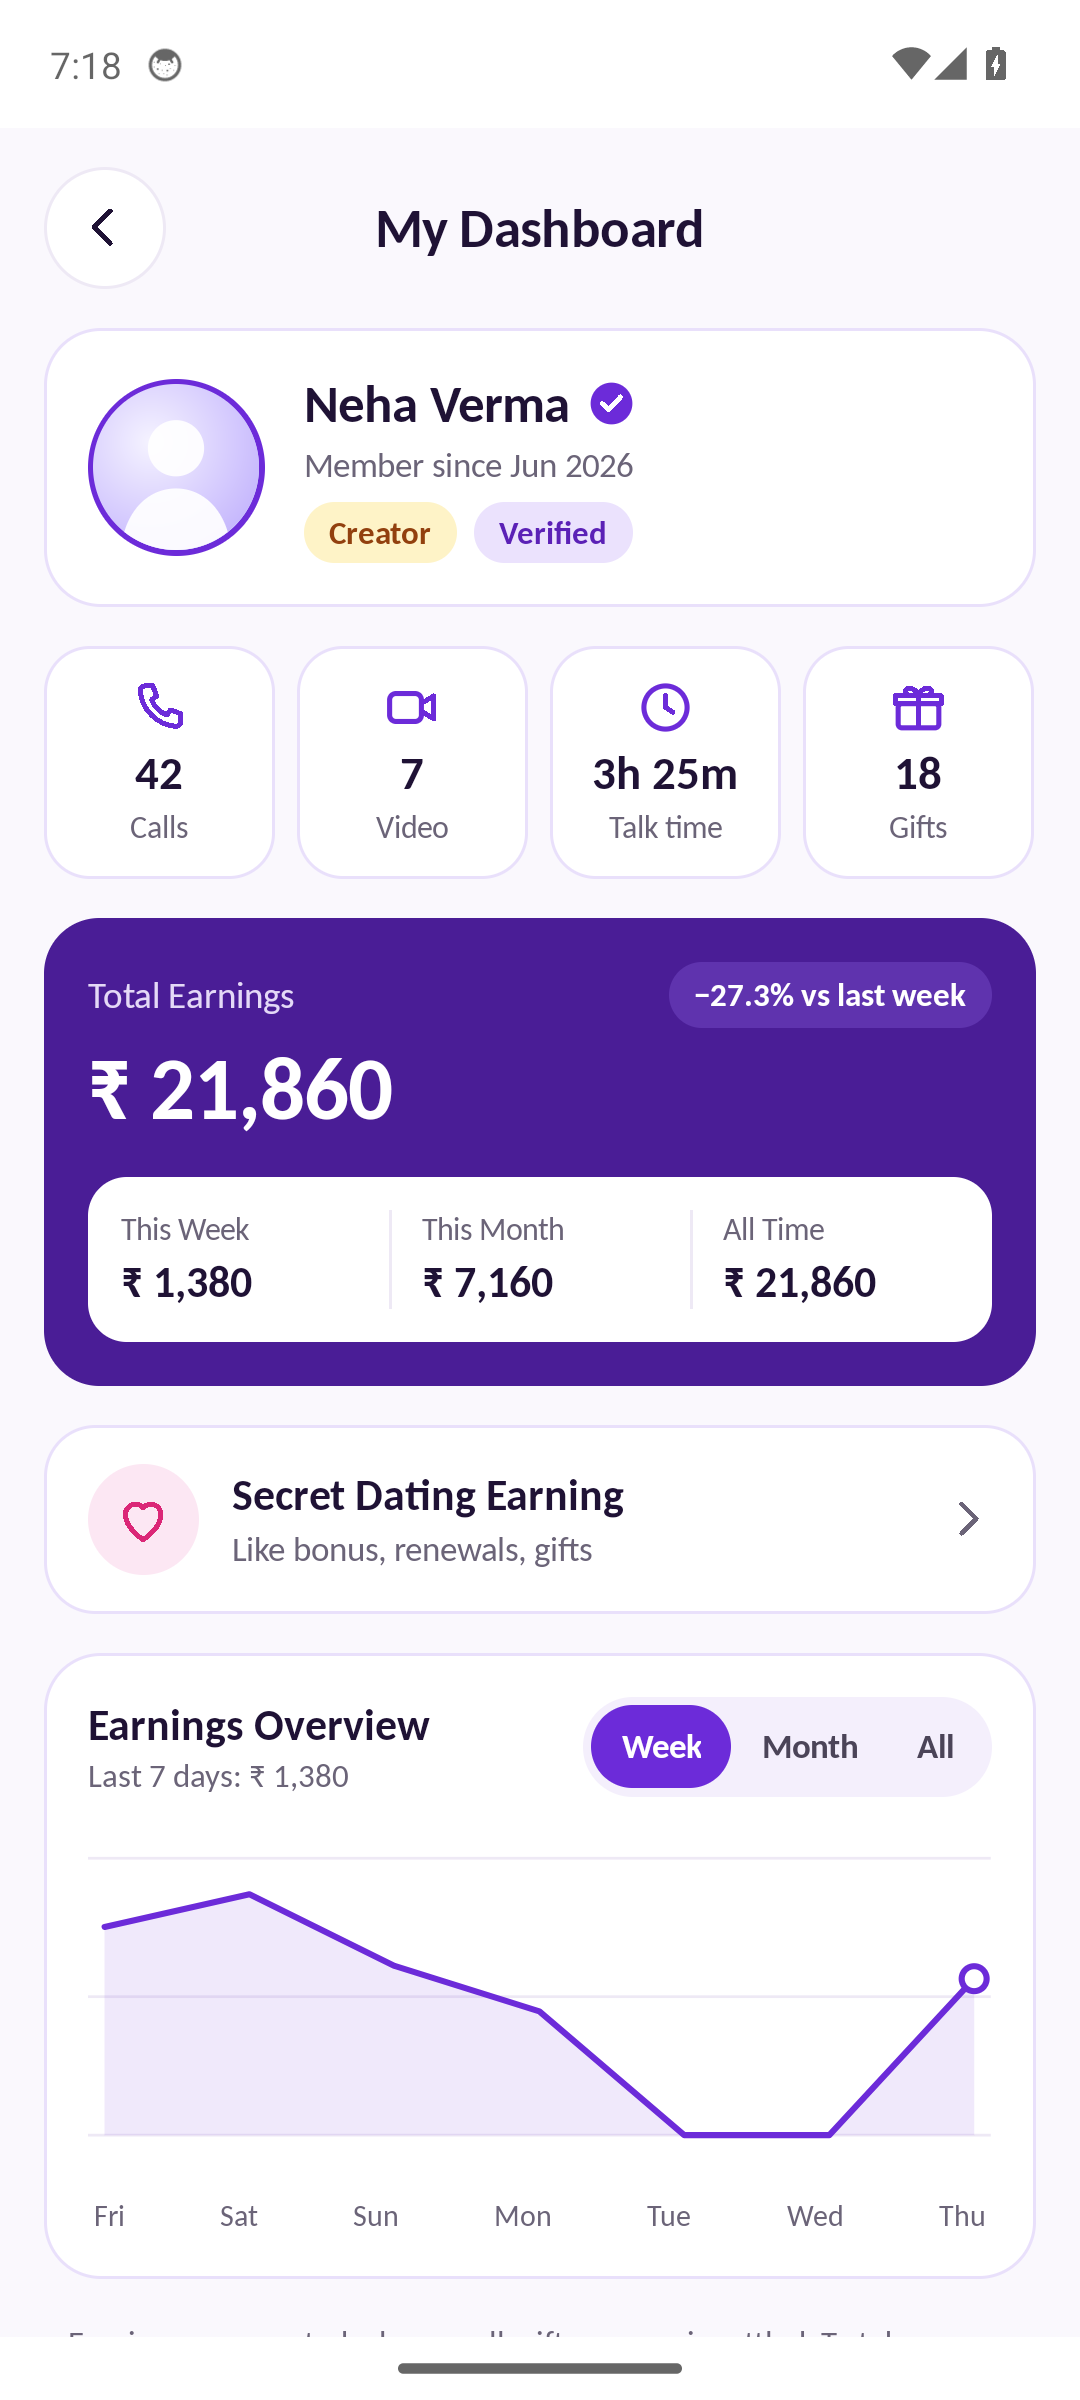 7:18
My Dashboard
Neha Verma
Member since Jun 2026
Creator Verified
42 7 3h 25m 18
Calls Video Talk time Gifts
Total Earnings −27.3% vs last week
₹ 21,860
This Week This Month All Time
₹ 1,380 ₹ 7,160 ₹ 21,860
Secret Dating Earning
Like bonus, renewals, gifts
Earnings Overview
Last 7 days: ₹ 1,380
Week Month All
Fri Sat Sun Mon Tue Wed Thu